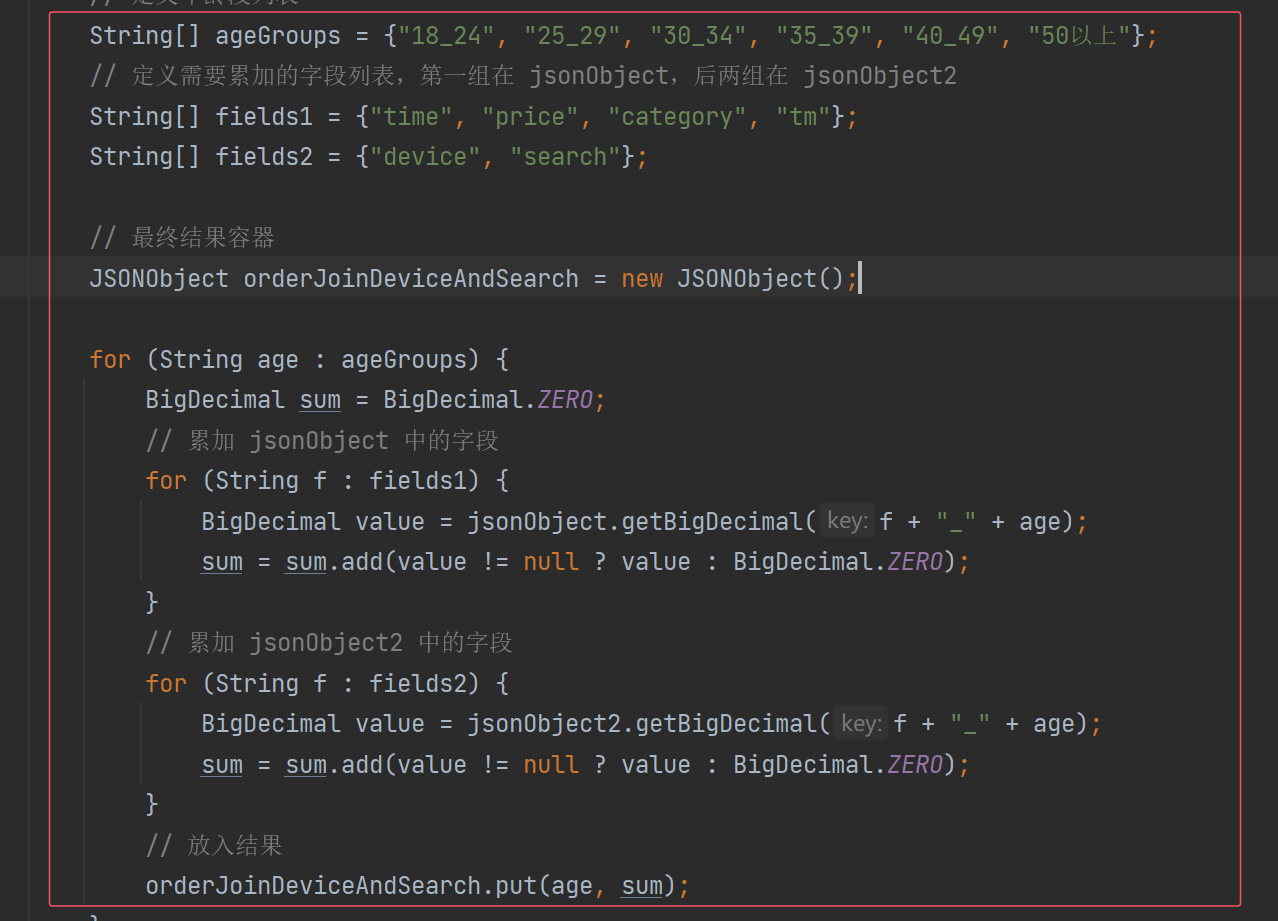 String[] ageGroups = {"18_24", "25_29", "30_34", "35_39", "40_49", "50以上"};
// 定义需要累加的字段列表，第一组在 jsonObject，后两组在 jsonObject2
String[] fields1 = {"time", "price", "category", "tm"};
String[] fields2 = {"device", "search"};
// 最终结果容器
JSONObject orderJoinDeviceAndSearch = new JSONObject();
for (String age : ageGroups) {
BigDecimal sum = BigDecimal.ZERO;
// 累加 jsonObject 中的字段
for (String f : fields1) {
BigDecimal value = jsonObject.getBigDecimal( key: f + "_" + age);
sum = sum.add(value != null ? value : BigDecimal.ZERO);
}
// 累加 jsonObject2 中的字段
for (String f : fields2) {
BigDecimal value = jsonObject2.getBigDecimal( key: f + "_" + age);
sum = sum.add(value != null ? value : BigDecimal.ZERO);
}
// 放入结果
orderJoinDeviceAndSearch.put(age, sum);